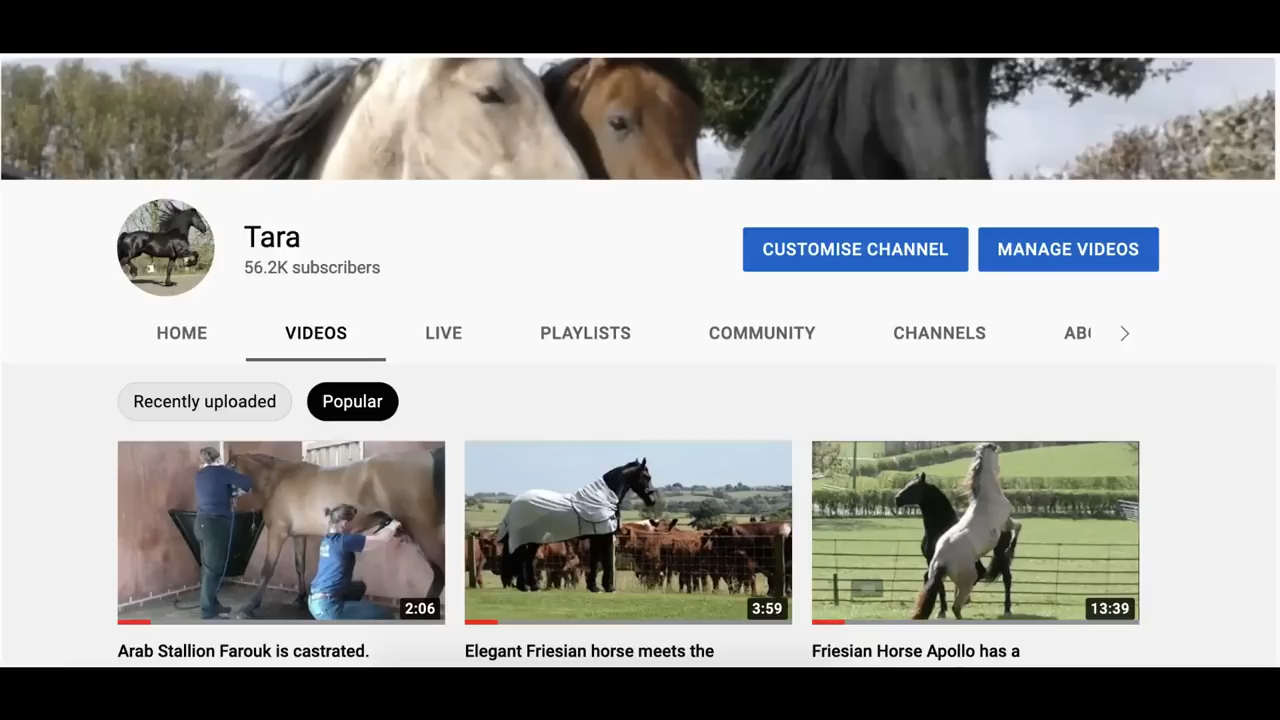 Tara
56.2K subscribers
CUSTOMISE CHANNEL
MANAGE VIDEOS
HOME
VIDEOS
LIVE
PLAYLISTS
COMMUNITY
CHANNELS
Recently uploaded
Popular
2:06
3:59
13:39
Arab Stallion Farouk is castrated.
Elegant Friesian horse meets the
Friesian Horse Apollo has a